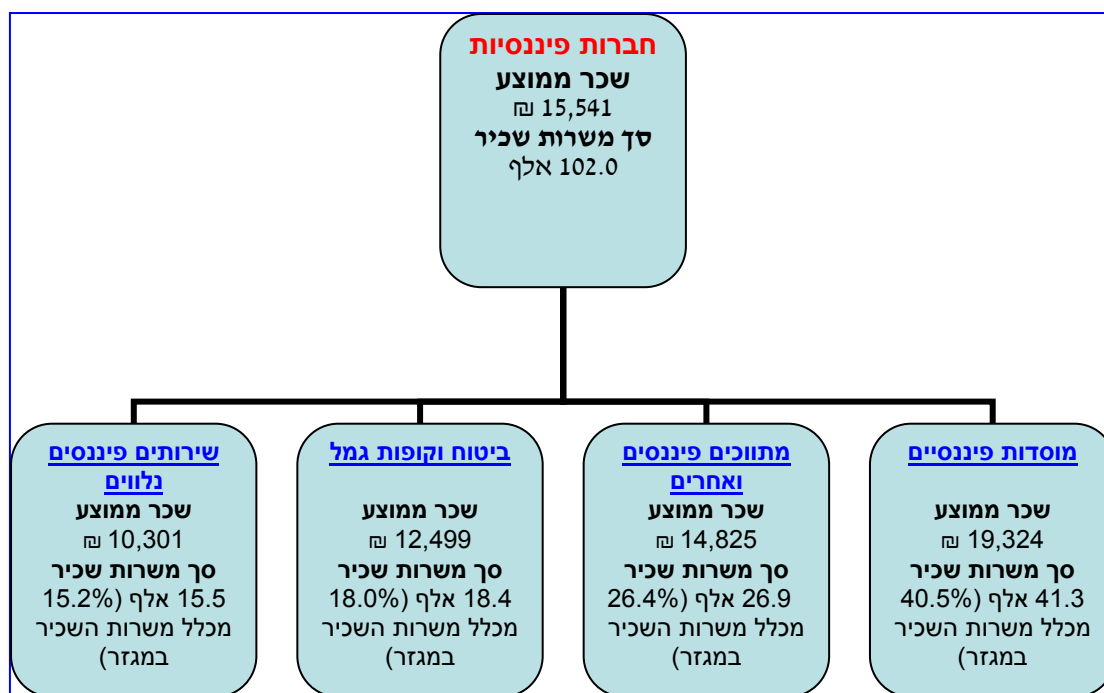 חברות פיננסיות
שכר ממוצע
15,541 ₪
סך משרות שכיר
102.0 אלף
מוסדות פיננסיים
שכר ממוצע
19,324 ₪
סך משרות שכיר
41.3 אלף (40.5%
מכלל משרות השכיר
במגזר)
מתווכים פיננסים
ואחרים
שכר ממוצע
14,825 ₪
סך משרות שכיר
26.9 אלף (26.4%
מכלל משרות השכיר
במגזר)
ביטוח וקופות גמל
שכר ממוצע
12,499 ₪
סך משרות שכיר
18.4 אלף (18.0%
מכלל משרות השכיר
במגזר)
שירותים פיננסים
נלווים
שכר ממוצע
10,301 ₪
סך משרות שכיר
15.5 אלף (15.2%
מכלל משרות השכיר
במגזר)